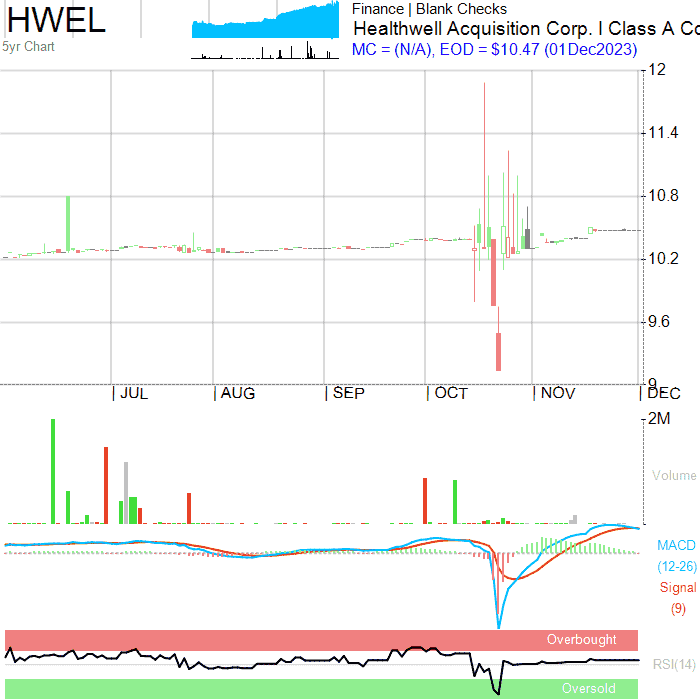 HWEL
5yr Chart
Finance | Blank Checks
Healthwell Acquisition Corp. I Class A Co
MC = (N/A), EOD = $10.47 (01Dec2023)
12
11.4
10.8
10.2
9.6
9
| JUL | AUG | SEP | OCT | NOV | DEC
2M
Volume
MACD
(12-26)
Signal
(9)
Overbought
RSI(14)
Oversold